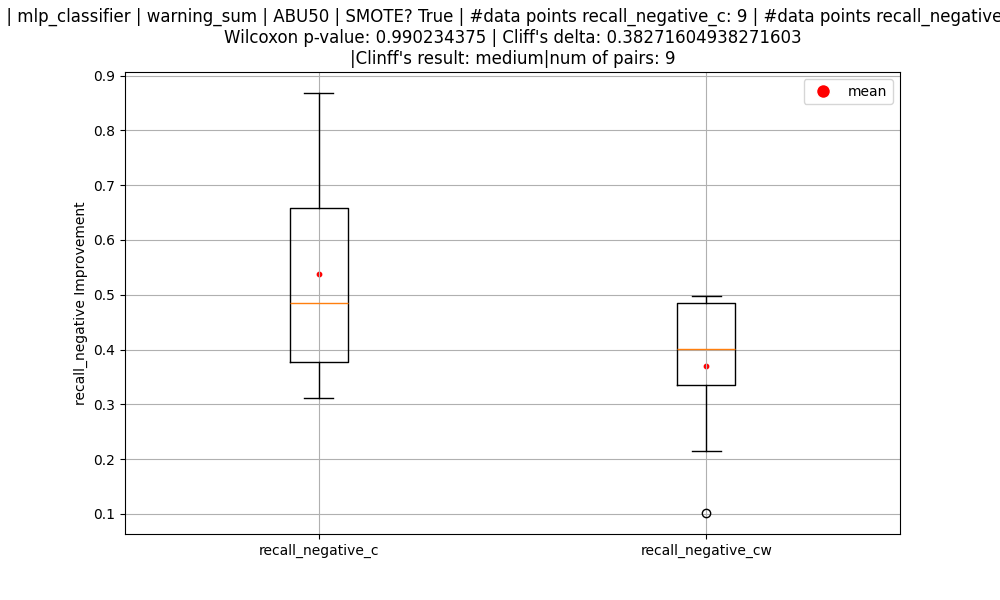 | mlp_classifier | warning_sum | ABU50 | SMOTE? True | #data points recall_negative_c: 9 | #data points recall_negative
Wilcoxon p-value: 0.990234375 | Cliff's delta: 0.38271604938271603
|Clinff's result: medium|num of pairs: 9
mean
recall_negative Improvement
0.9
0.8
0.7
0.6
0.5
0.4
0.3
0.2
0.1
recall_negative_c
recall_negative_cw